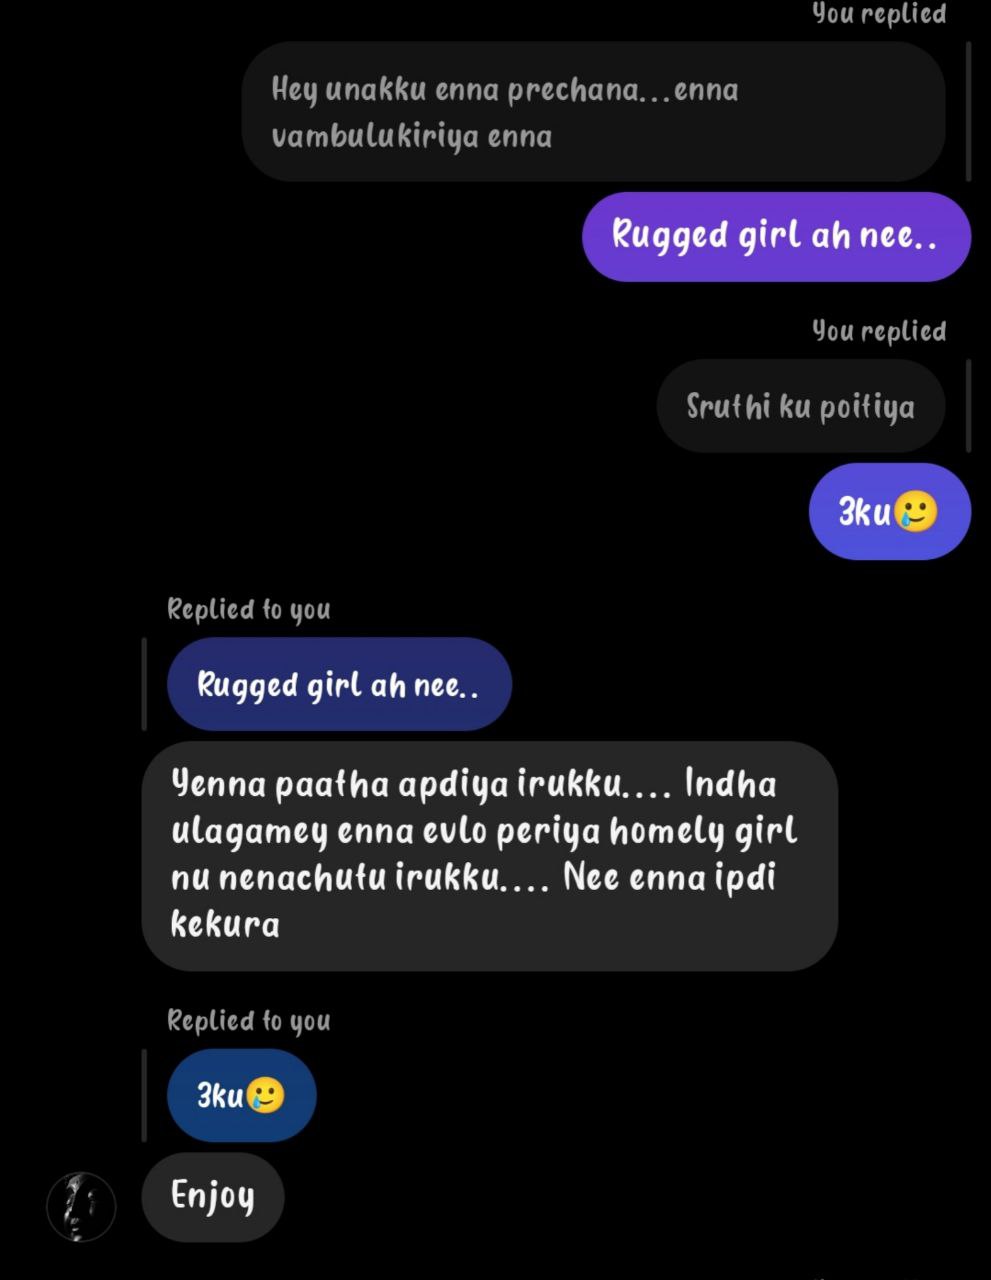 You replied
Hey unakku enna prechana...enna
vambulukiriya enna
Rugged girl ah nee..
You replied
Sruthi ku poitiya
3ku🥲
Replied to you
Rugged girl ah nee..
Yenna paatha apdiya irukku.... Indha
ulagamey enna evlo periya homely girl
nu nenachutu irukku.... Nee enna ipdi
kekura
Replied to you
3ku🥲
Enjoy